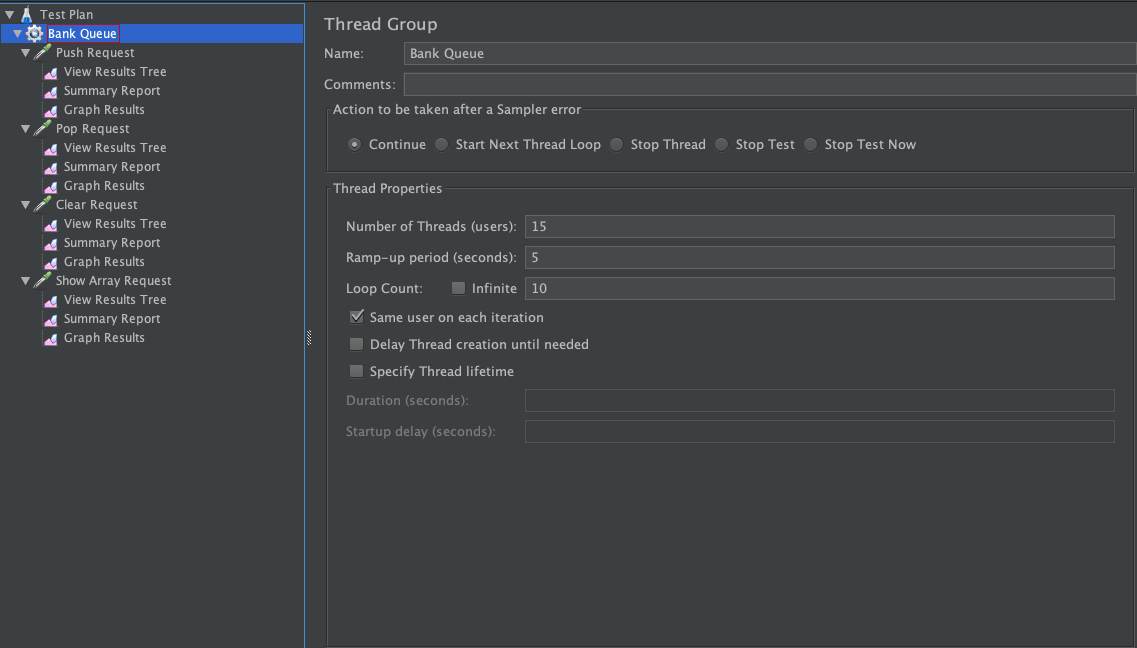 Test Plan
Bank Queue
Push Request
View Results Tree
Summary Report
Graph Results
Pop Request
View Results Tree
Summary Report
Graph Results
Clear Request
View Results Tree
Summary Report
Graph Results
Show Array Request
View Results Tree
Summary Report
Graph Results
Thread Group
Name: Bank Queue
Comments:
Action to be taken after a Sampler error
Continue Start Next Thread Loop Stop Thread Stop Test Stop Test Now
Thread Properties
Number of Threads (users): 15
Ramp-up period (seconds): 5
Loop Count: Infinite 10
Same user on each iteration
Delay Thread creation until needed
Specify Thread lifetime
Duration (seconds):
Startup delay (seconds):